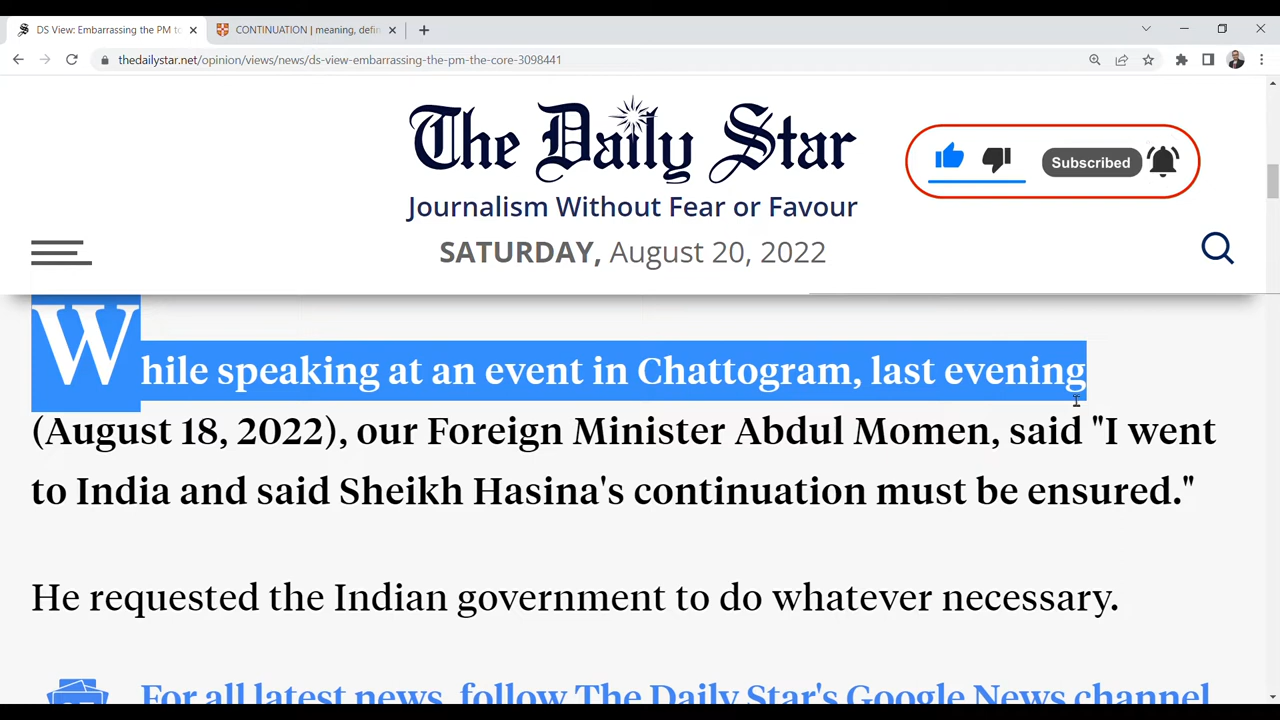 DS View: Embarrassing the PM to
CONTINUATION | meaning, defin
thedailystar.net/opinion/views/news/ds-view-embarrassing-the-pm-the-core-3098441
The Daily Star
Journalism Without Fear or Favour
SATURDAY, August 20, 2022
Subscribed
While speaking at an event in Chattogram, last evening
(August 18, 2022), our Foreign Minister Abdul Momen, said "I went
to India and said Sheikh Hasina's continuation must be ensured."
He requested the Indian government to do whatever necessary.
For all latest news, follow The Daily Star's Google News channel